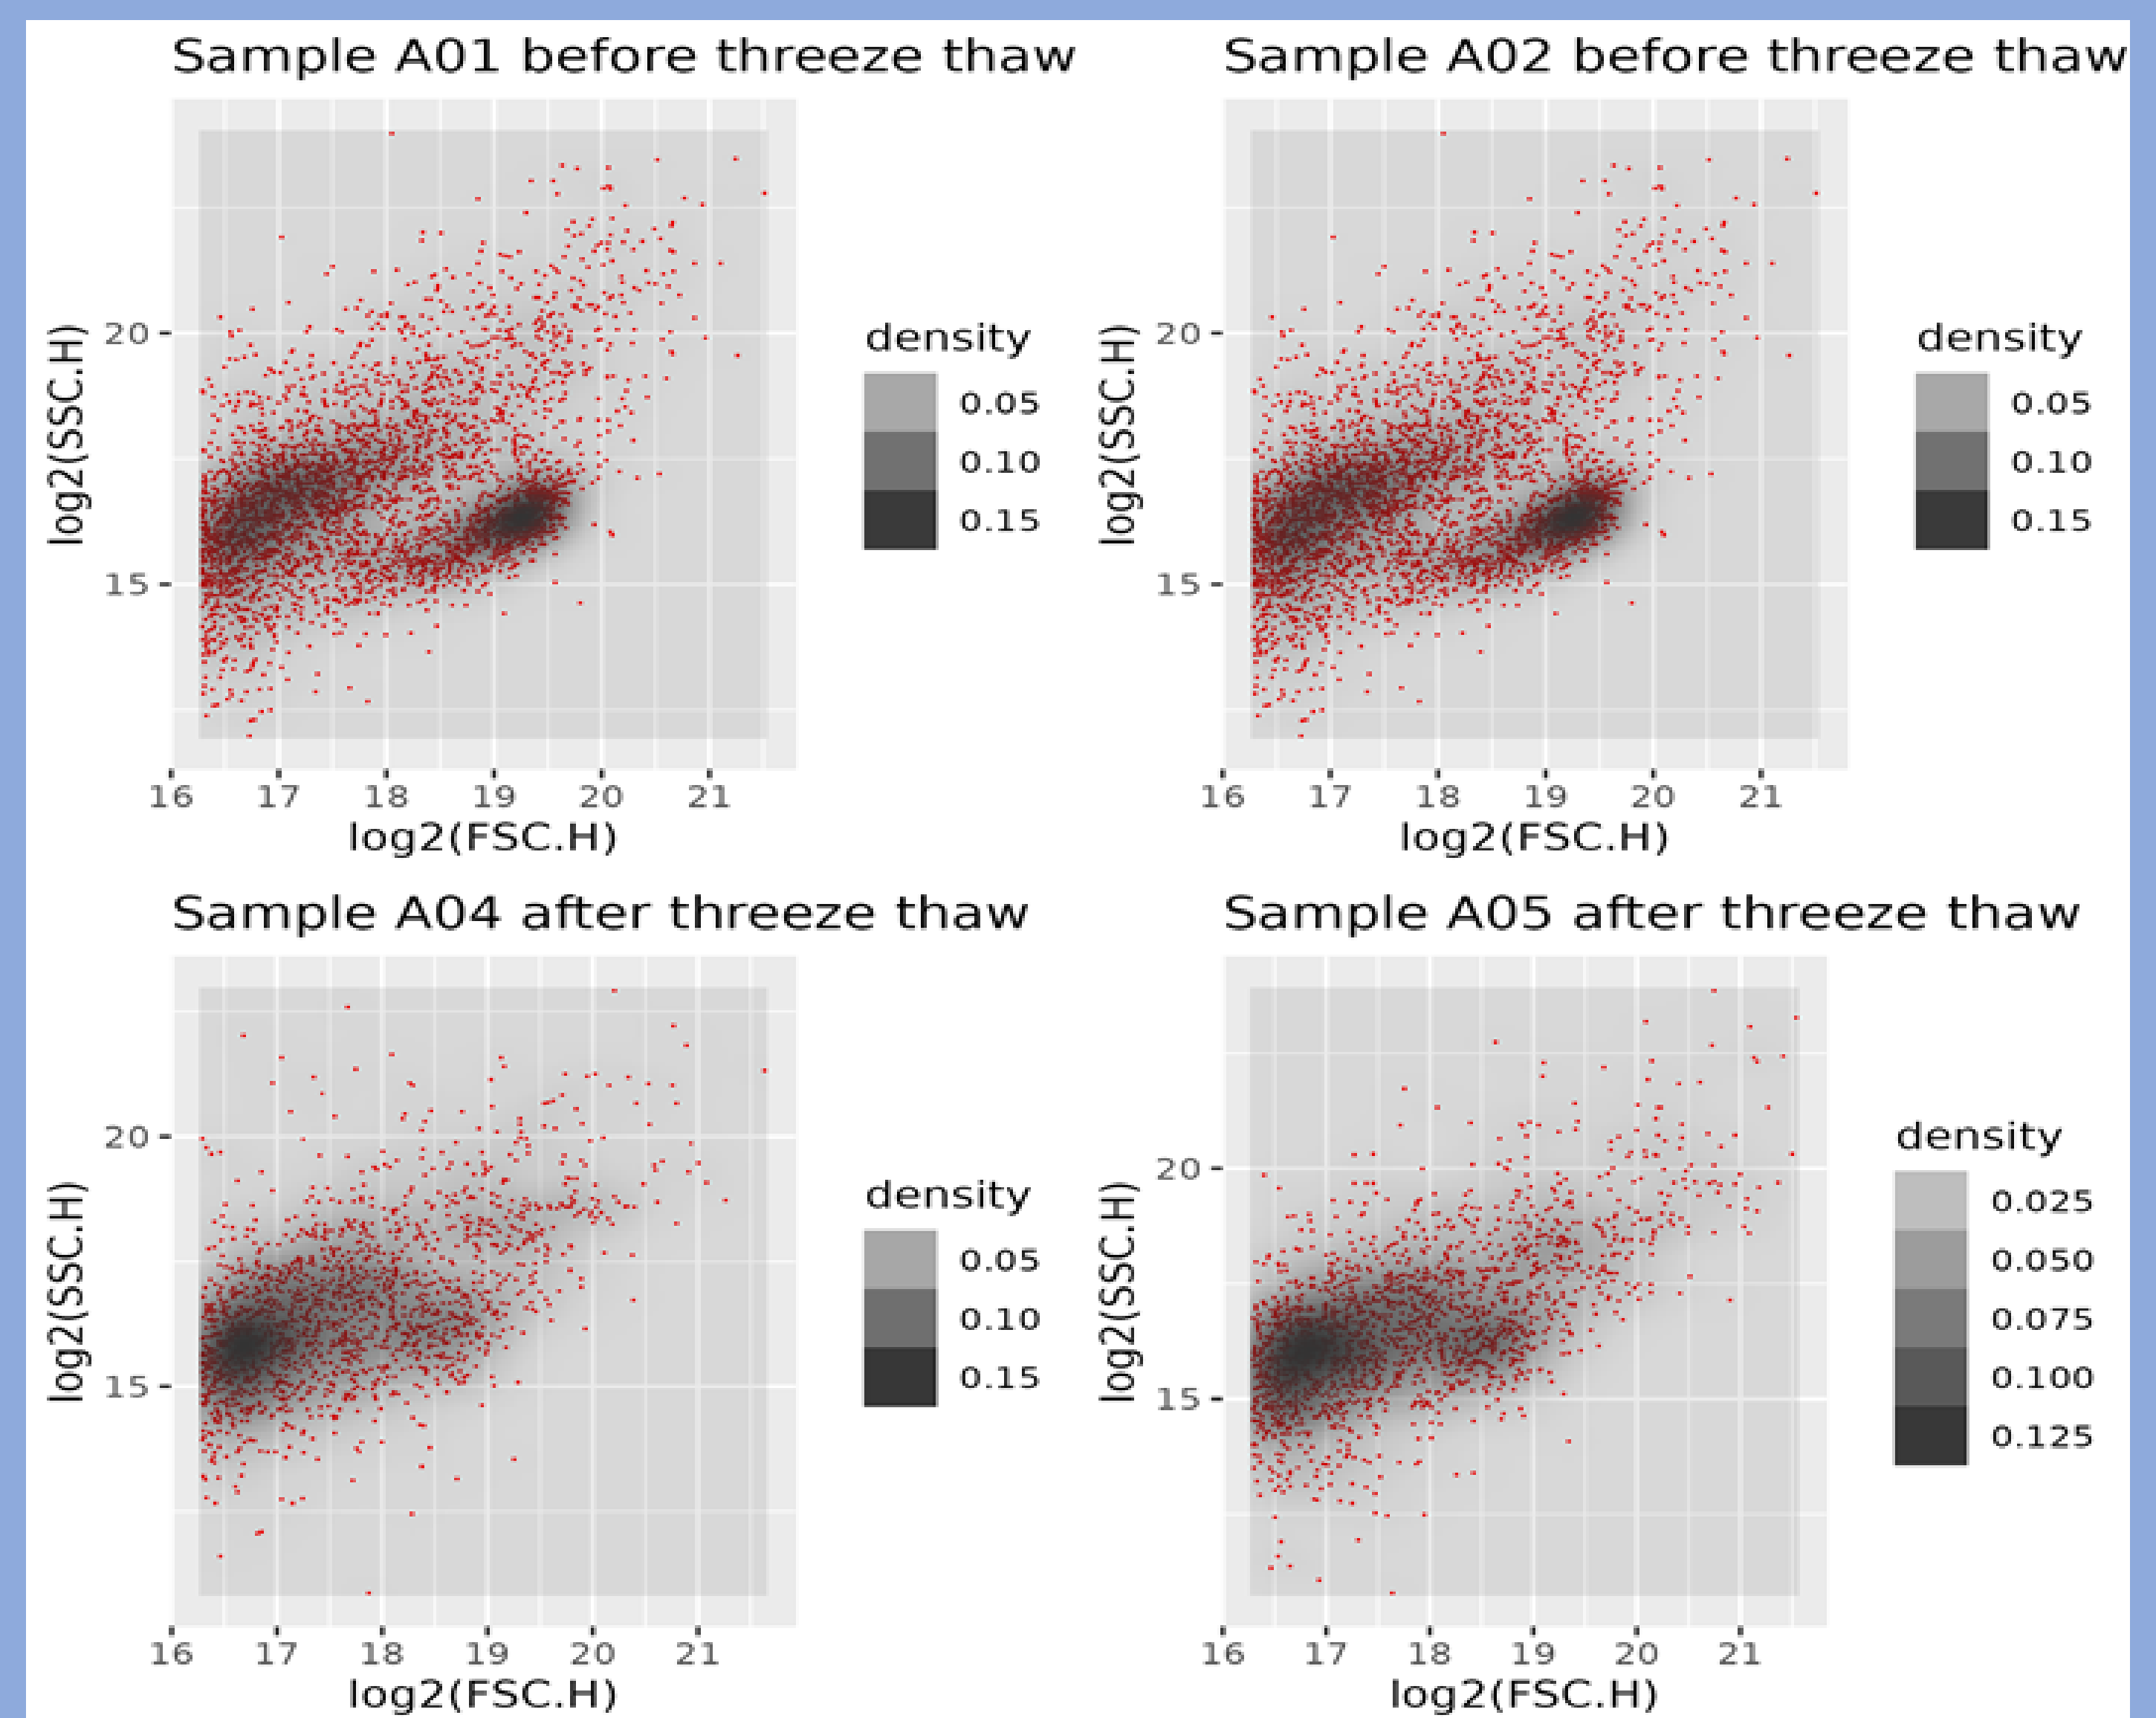 Sample A01 before threeze thaw
log2(SSC.H)
20
15
16 17 18 19 20 21
log2(FSC.H)
density
0.05
0.10
0.15
Sample A02 before threeze thaw
log2(SSC.H)
20
15
16 17 18 19 20 21
log2(FSC.H)
density
0.05
0.10
0.15
Sample A04 after threeze thaw
log2(SSC.H)
20
15
16 17 18 19 20 21
log2(FSC.H)
density
0.05
0.10
0.15
Sample A05 after threeze thaw
log2(SSC.H)
20
15
16 17 18 19 20 21
log2(FSC.H)
density
0.025
0.050
0.075
0.100
0.125